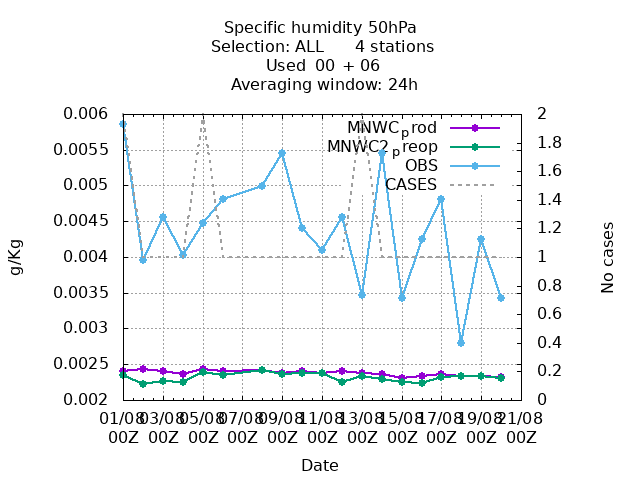 Specific humidity 50hPa
Selection: ALL 4 stations
Used 00 + 06
Averaging window: 24h
MNWCprod
MNWC2preop
OBS
CASES
0.006
0.0055
0.005
0.0045
0.004
0.0035
0.003
0.0025
0.002
2
1.8
1.6
1.4
1.2
1
0.8
0.6
0.4
0.2
0
g/Kg
No cases
01/08 03/08 05/08 07/08 09/08 11/08 13/08 15/08 17/08 19/08 21/08
00Z 00Z 00Z 00Z 00Z 00Z 00Z 00Z 00Z 00Z 00Z
Date